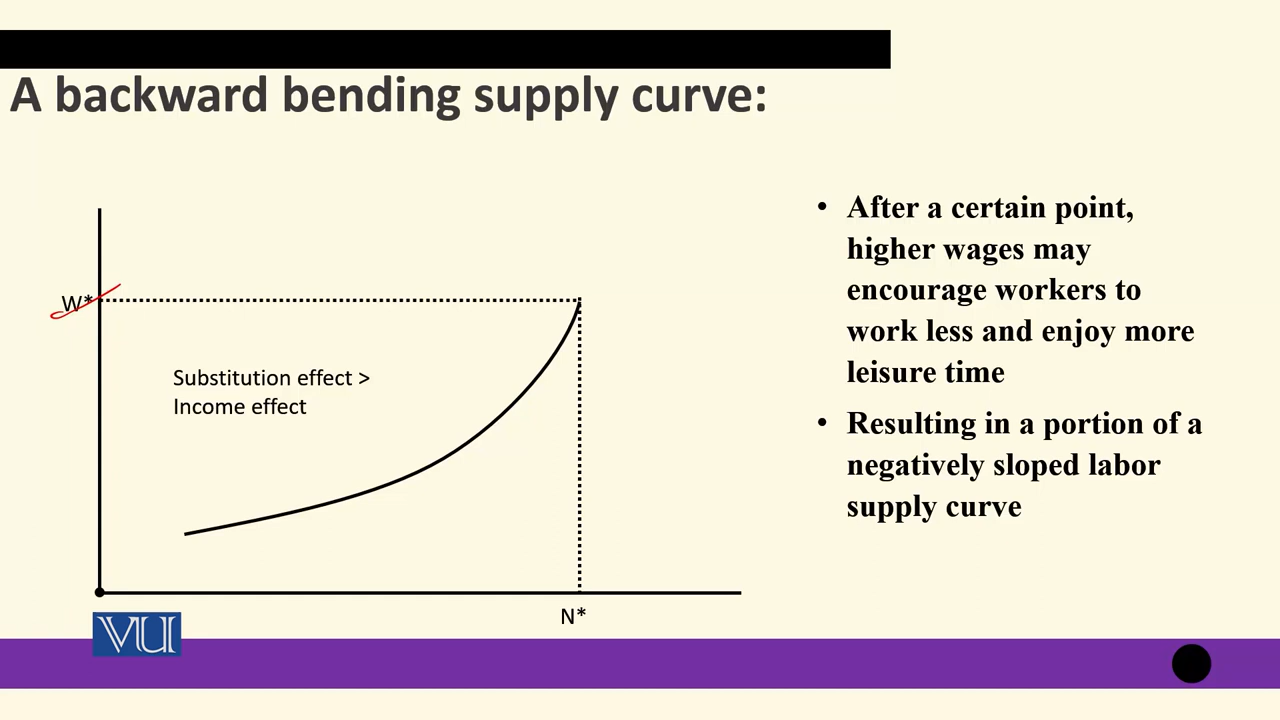 A backward bending supply curve:
W*
Substitution effect >
Income effect
N*
• After a certain point,
higher wages may
encourage workers to
work less and enjoy more
leisure time
• Resulting in a portion of a
negatively sloped labor
supply curve
VU